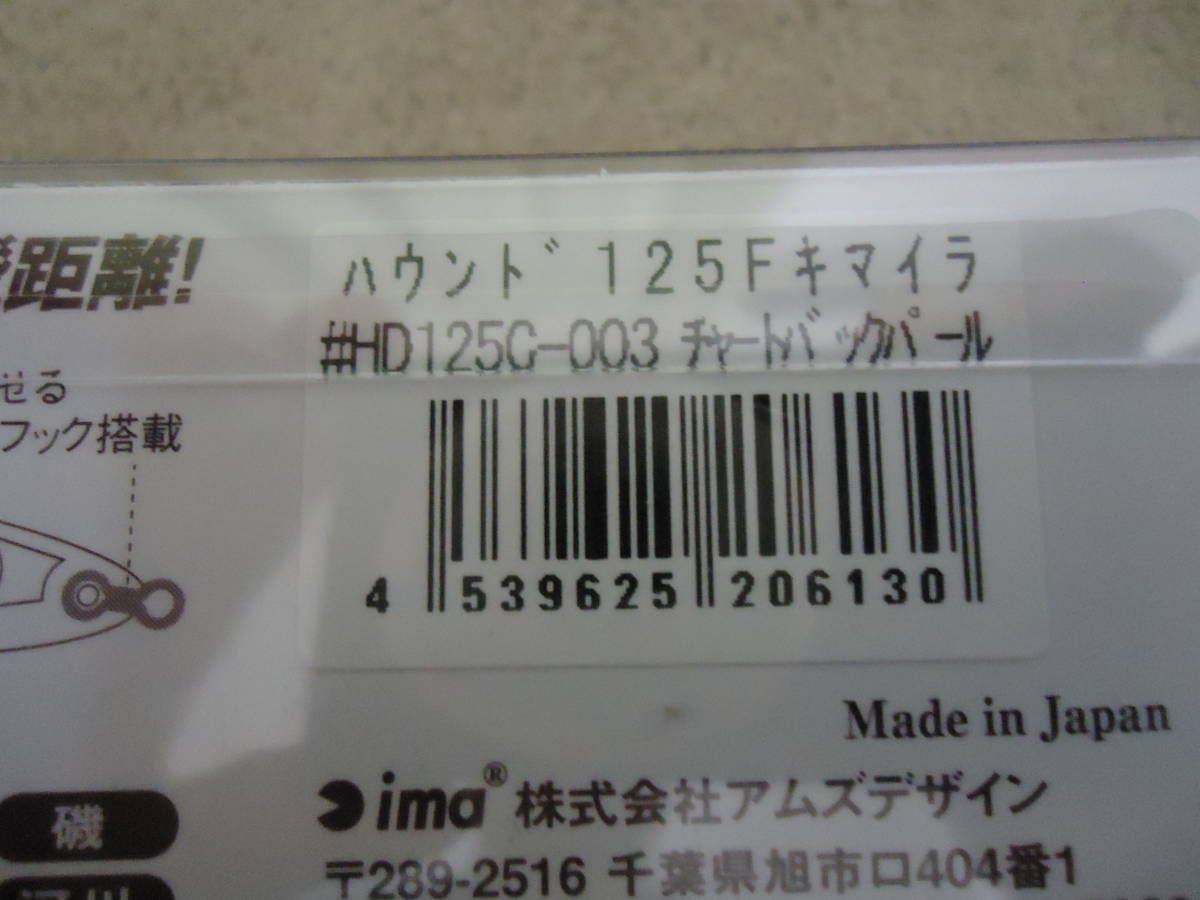 距離!
せる
フック搭載
ハウンド 125Fキマイラ
#HD125C-003 チャートバックパール
4 539625 206130
Made in Japan
磯
ima® 株式会社アムズデザイン
〒289-2516 千葉県旭市ロ404番1